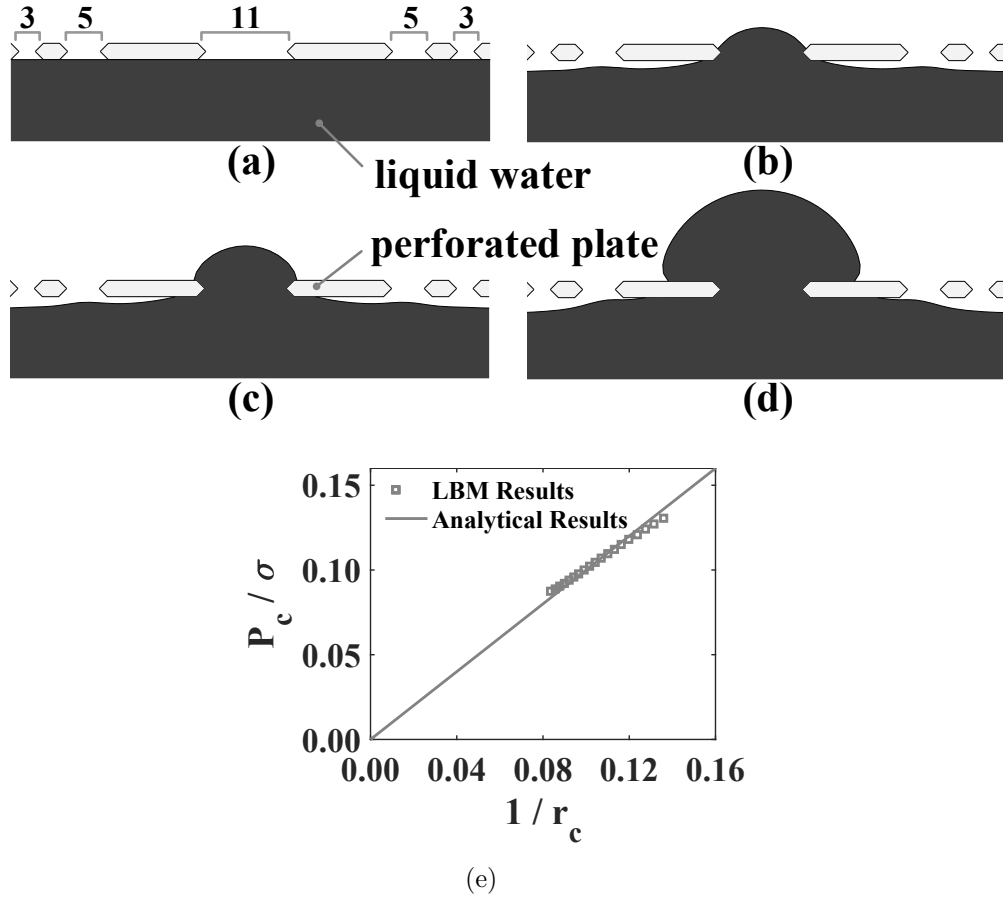 3 5 11 5 3
(a)
(b)
liquid water
perforated plate
(c)
(d)
LBM Results
Analytical Results
0.15
0.10
0.05
0.00
P_c / σ
0.00 0.04 0.08 0.12 0.16
1 / r_c
(e)